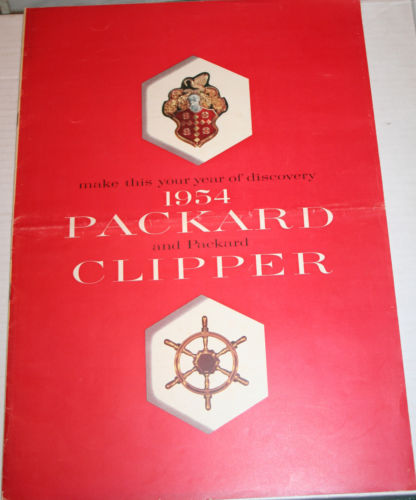 make this your year of discovery
1954
PACKARD
and Packard
CLIPPER